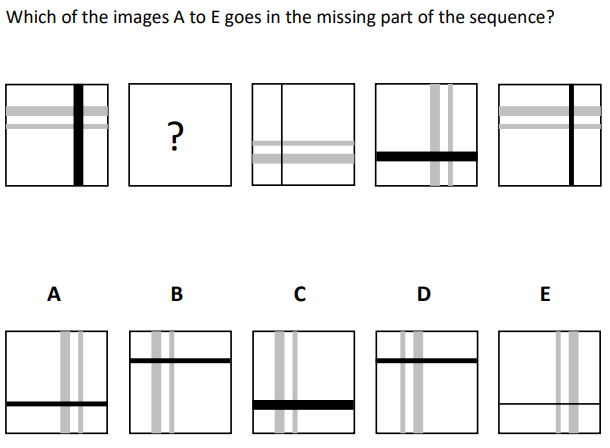 Which of the images A to E goes in the missing part of the sequence?
?
A B C D E